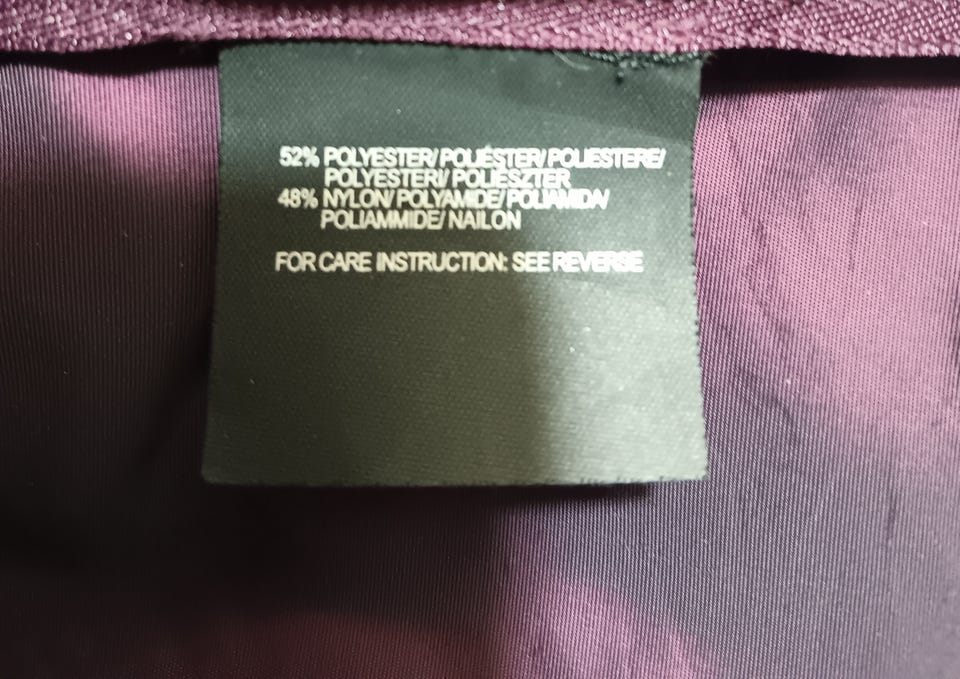 52% POLYESTER/ POLIÉSTER/ POLIESTERE/
POLYESTERI/ POLIÉSZTER
48% NYLON/ POLYAMIDE/ POLIAMIDA/
POLIAMMIDE/ NAILON
FOR CARE INSTRUCTION: SEE REVERSE